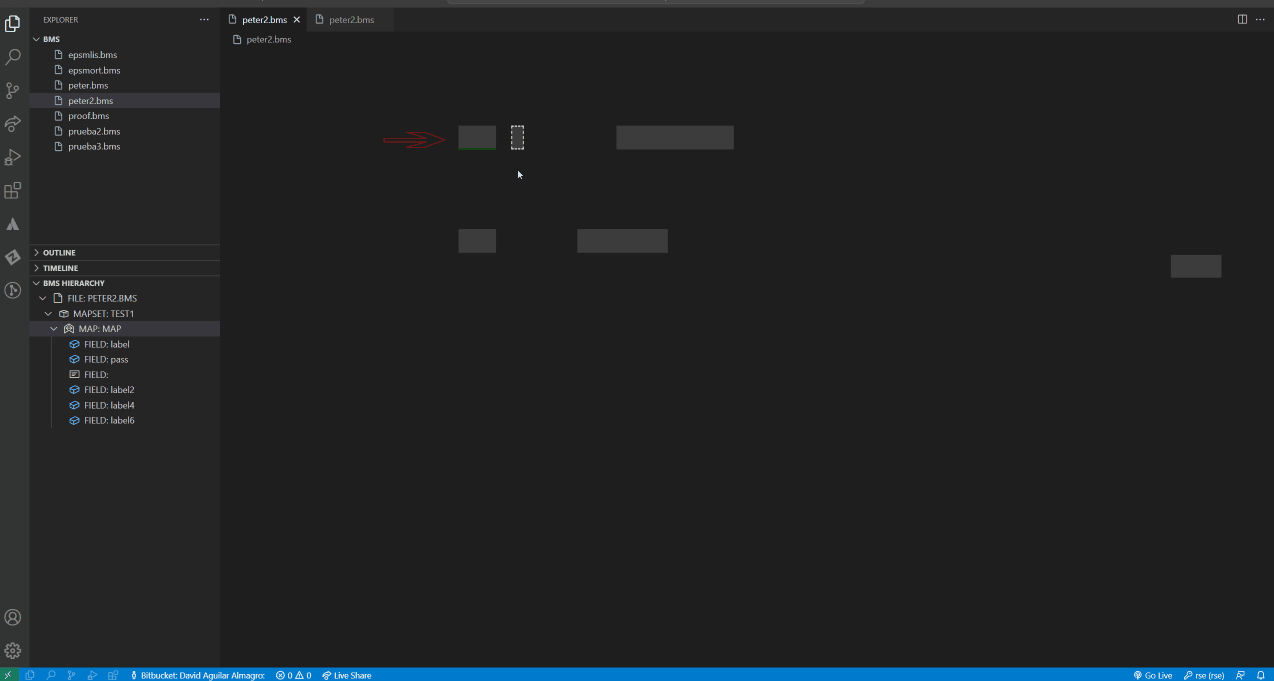 EXPLORER
peter2.bms
peter2.bms
BMS
peter2.bms
epsmlis.bms
epsmort.bms
peter.bms
peter2.bms
proof.bms
prueba2.bms
prueba3.bms
OUTLINE
TIMELINE
BMS HIERARCHY
FILE: PETER2.BMS
MAPSET: TEST1
MAP: MAP
FIELD: label
FIELD: pass
FIELD:
FIELD: label2
FIELD: label4
FIELD: label6
Bitbucket: David Aguilar Almagro: 0 0 Live Share Go Live rse (rse)